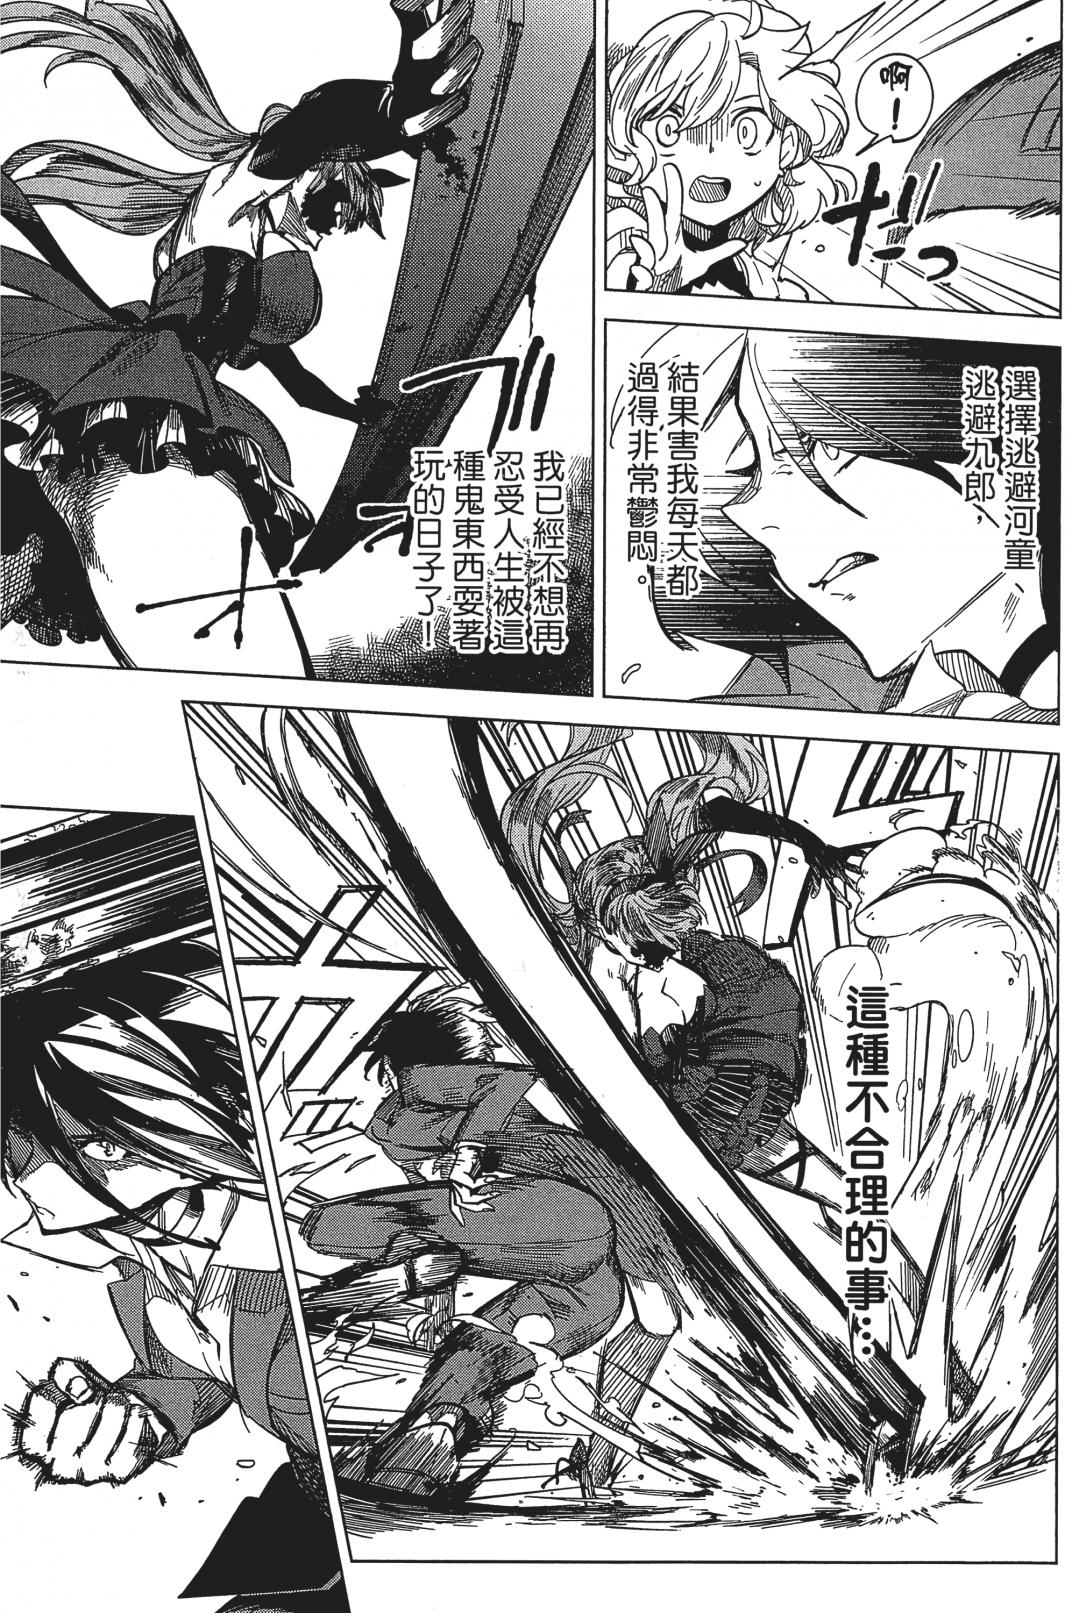 啊！
ダッ
選擇逃避河童、
逃避九郎，
結果害我每天都
過得非常鬱悶。
我已經不想再
忍受人生被這
種鬼東西耍著
玩的日子了！
這種不合理的事…